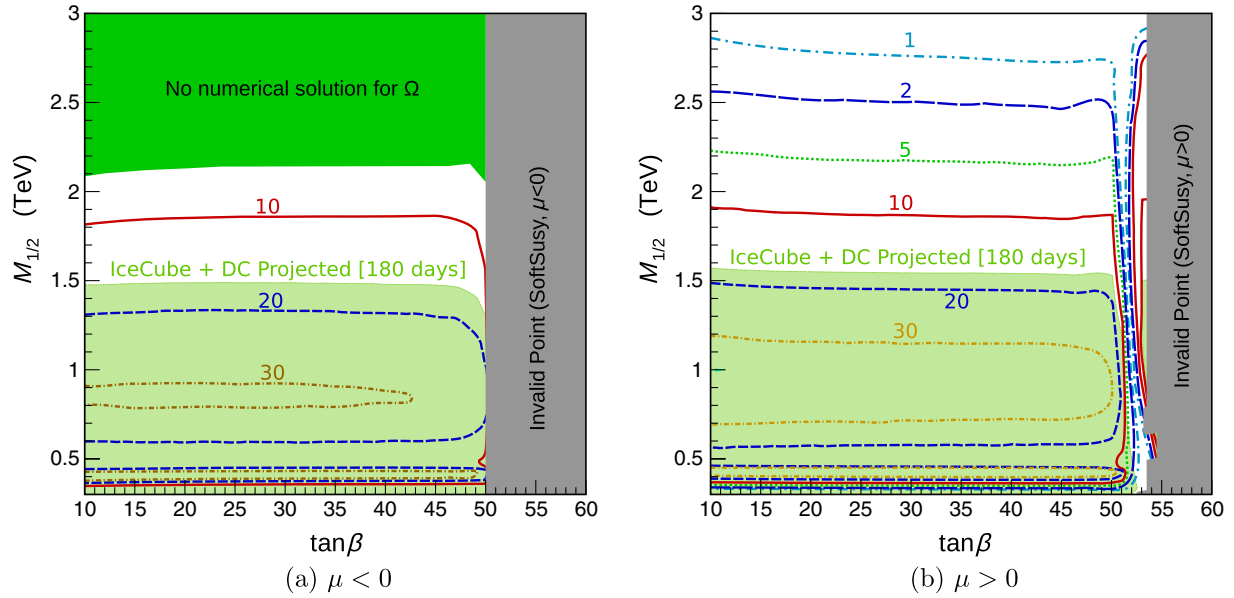 3
2.5
2
1.5
1
0.5
M1/2 (TeV)
No numerical solution for Ω
10
IceCube + DC Projected [180 days]
20
30
Invalid Point (SoftSusy, μ<0)
10 15 20 25 30 35 40 45 50 55 60
tanβ
(a) μ < 0
3
2.5
2
1.5
1
0.5
M1/2 (TeV)
1
2
5
10
IceCube + DC Projected [180 days]
20
30
Invalid Point (SoftSusy, μ>0)
10 15 20 25 30 35 40 45 50 55 60
tanβ
(b) μ > 0